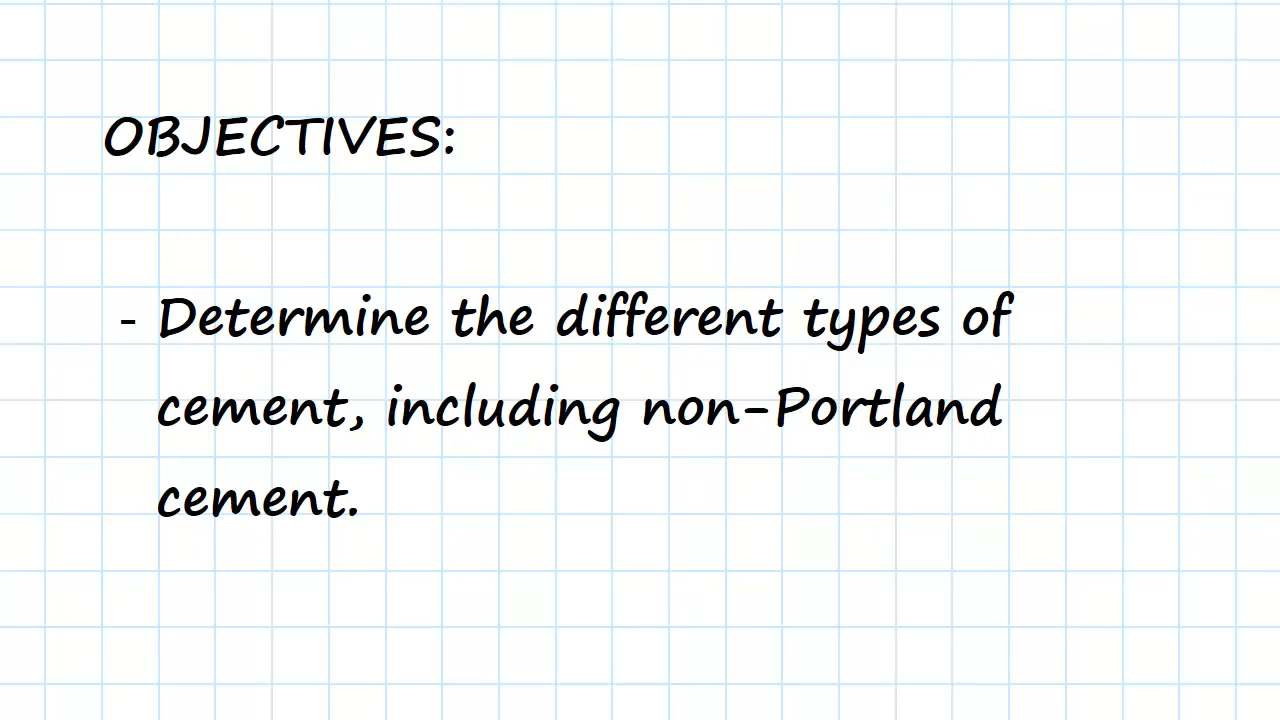 OBJECTIVES:
- Determine the different types of
cement, including non-Portland
cement.